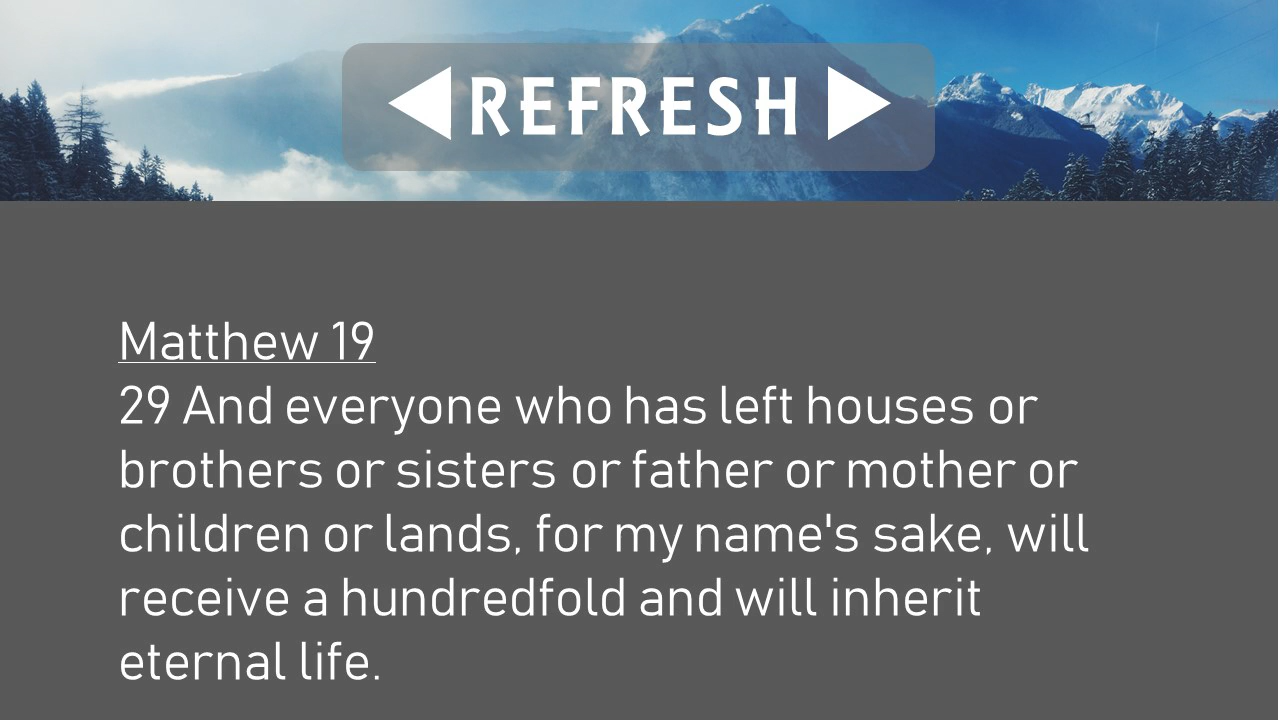 REFRESH
Matthew 19
29 And everyone who has left houses or
brothers or sisters or father or mother or
children or lands, for my name's sake, will
receive a hundredfold and will inherit
eternal life.